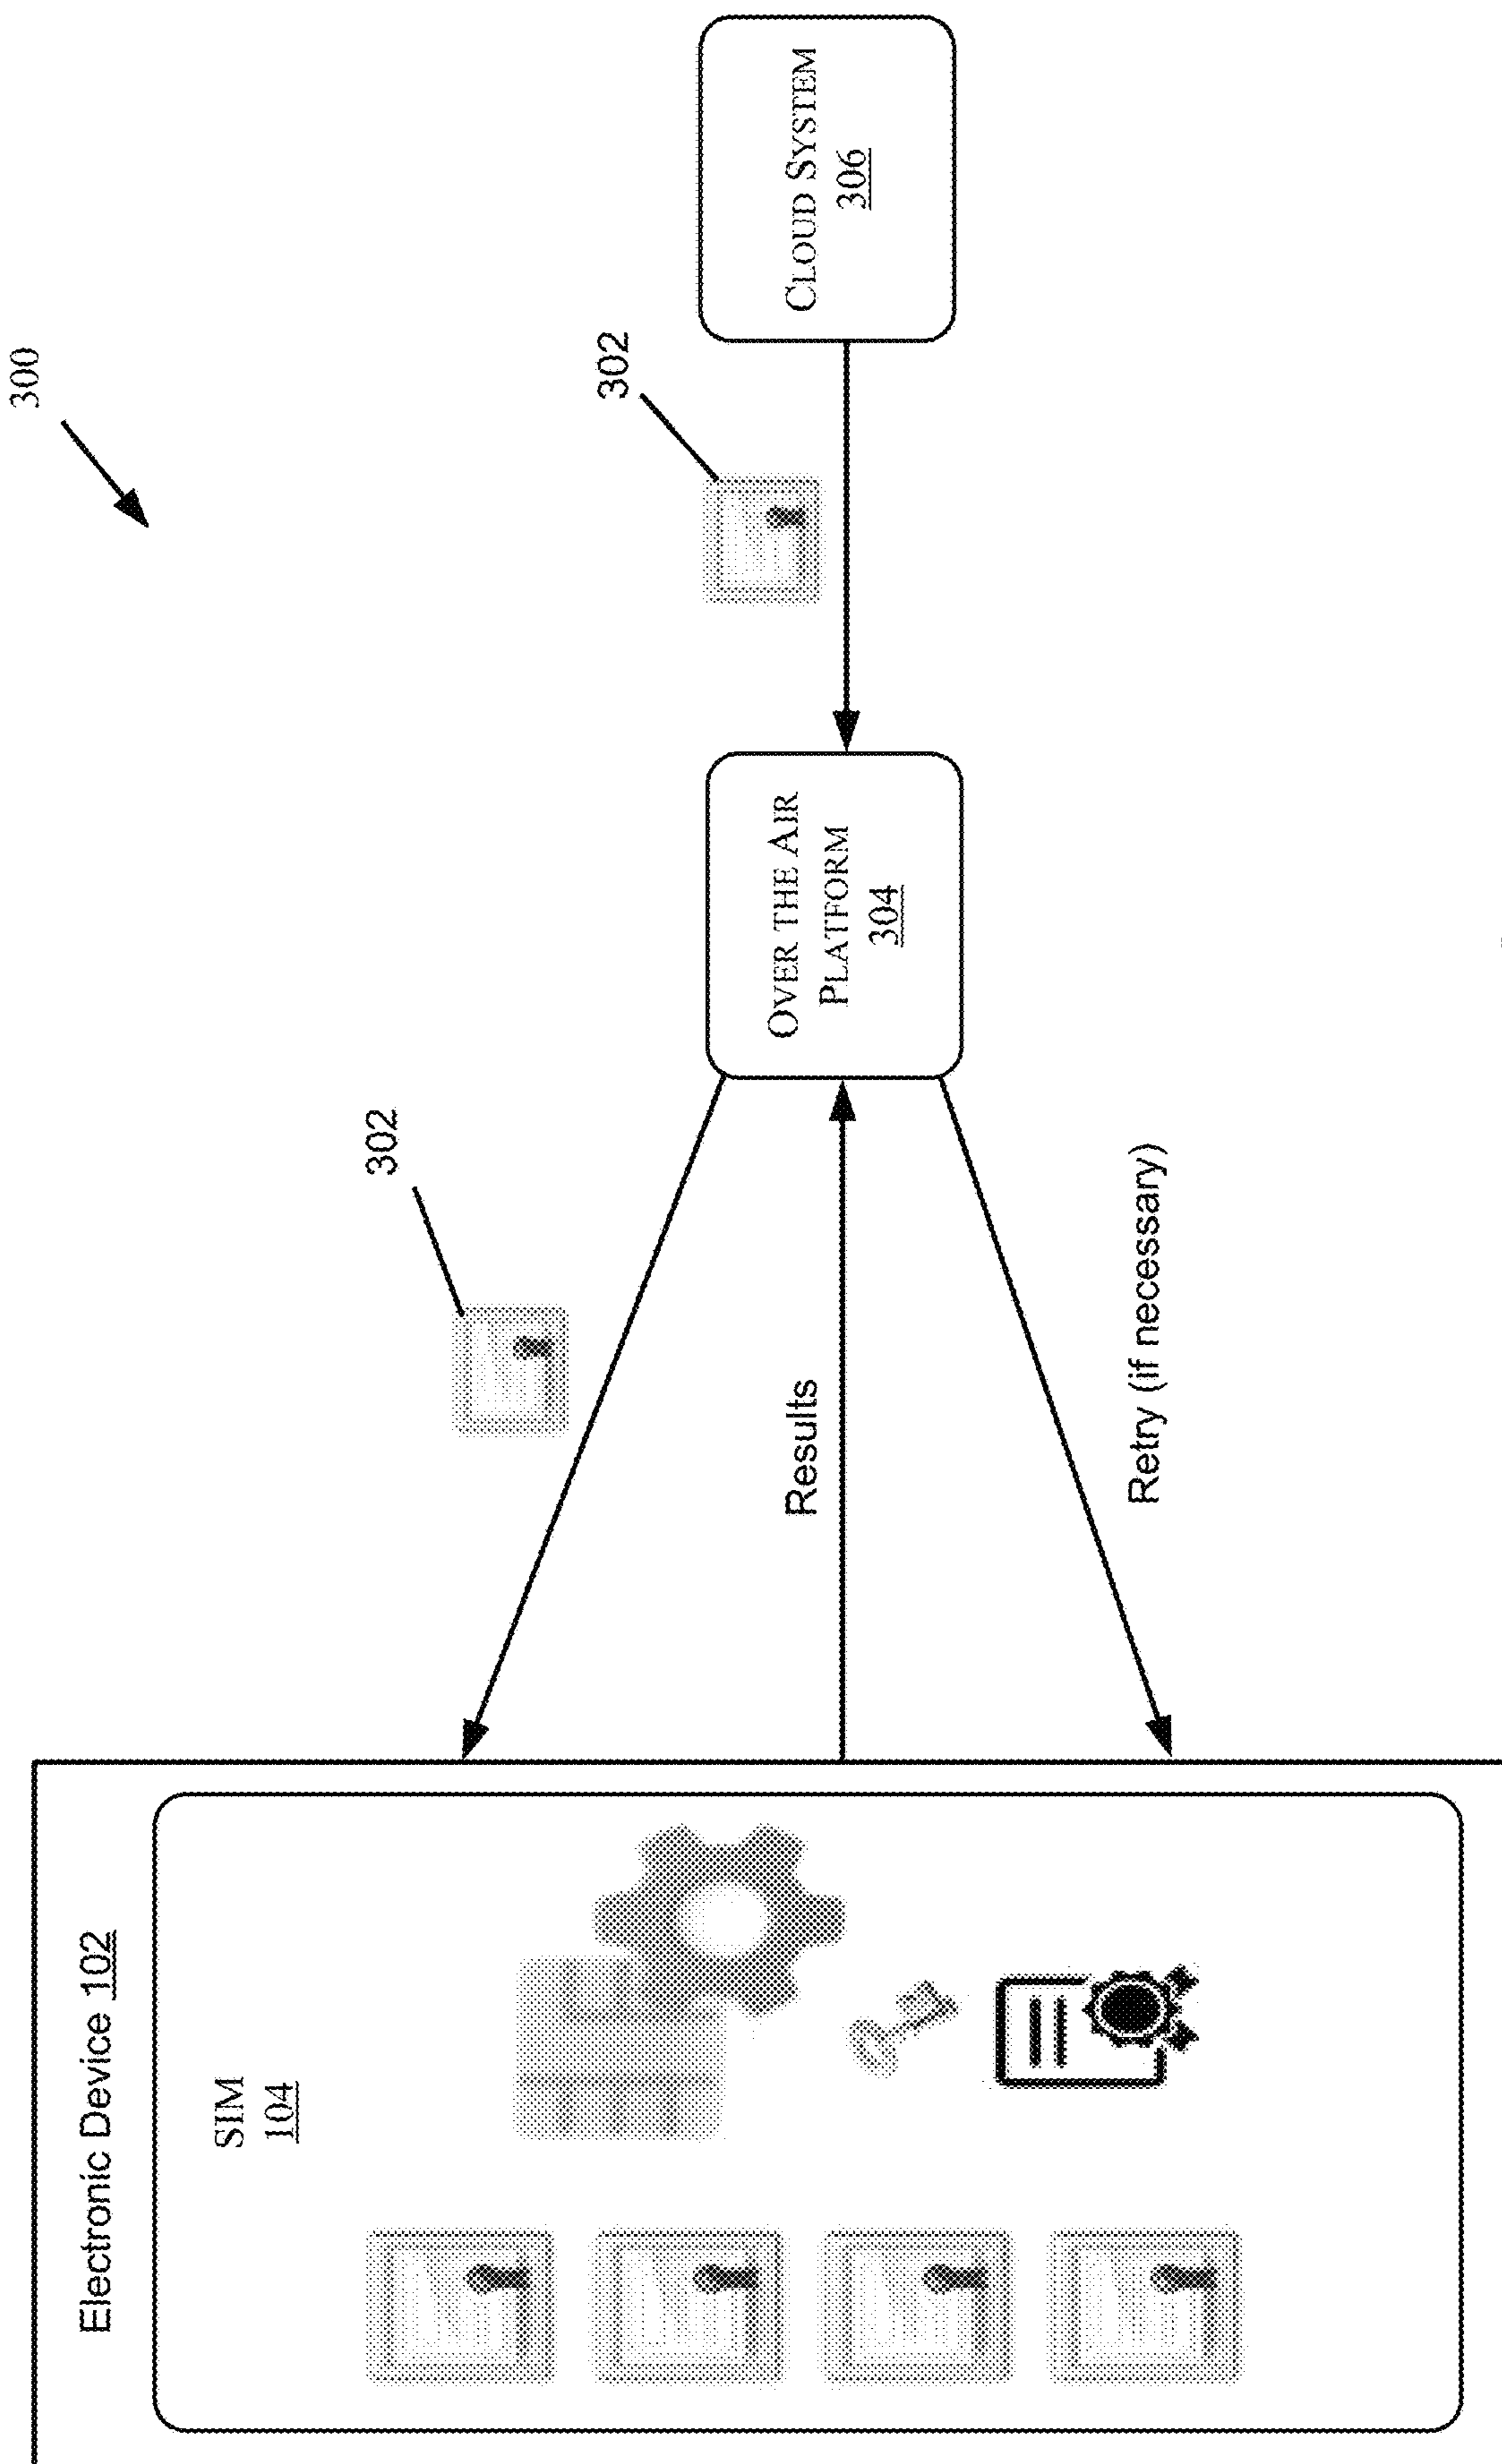 300
Electronic Device 102
SIM
104
302
302
Results
Retry (if necessary)
OVER THE AIR
PLATFORM
304
CLOUD SYSTEM
306